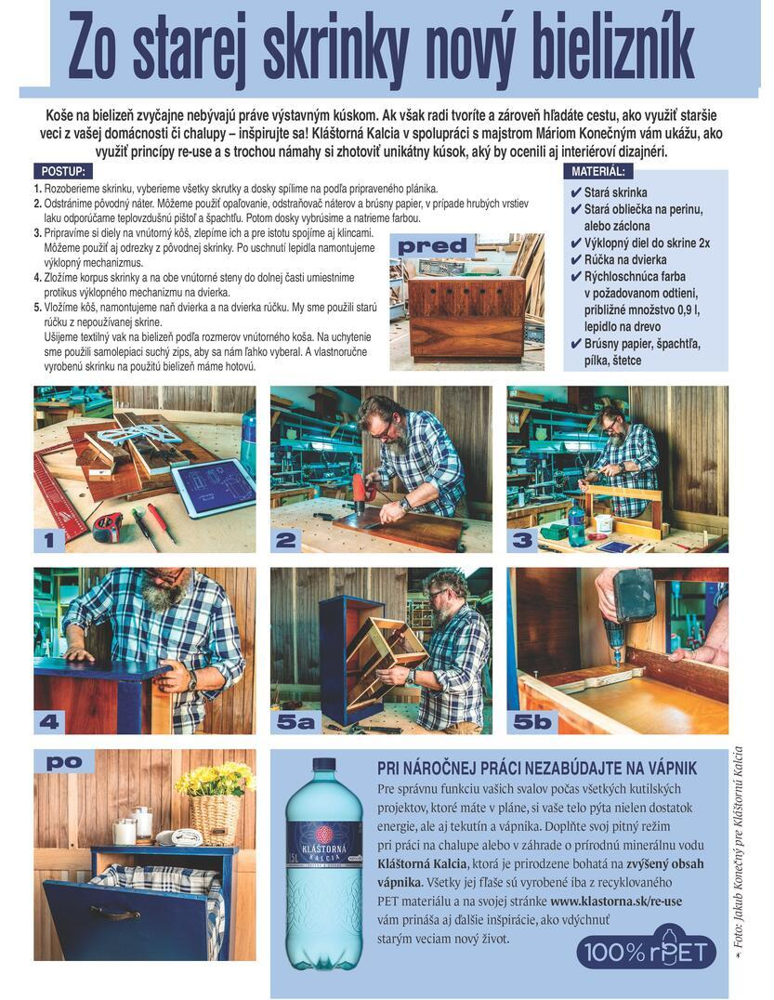 Zo starej skrinky nový bielizník
Koše na bielizeň zvyčajne nebývajú práve výstavným kúskom. Ak však radi tvoríte a zároveň hľadáte cestu, ako využiť staršie
veci z vašej domácnosti či chalupy – inšpirujte sa! Kláštorná Kalcia v spolupráci s majstrom Máriom Konečným vám ukážu, ako
využiť princípy re-use a s trochou námahy si zhotoviť unikátny kúsok, aký by ocenili aj interiéroví dizajnéri.
POSTUP:
1. Rozoberieme skrinku, vyberieme všetky skrutky a dosky spílime na podľa pripraveného plánika.
2. Odstránime pôvodný náter. Môžeme použiť opaľovanie, odstraňovač náterov a brúsny papier, v prípade hrubých vrstiev
laku odporúčame teplovzdušnú pištoľ a špachtľu. Potom dosky vybrúsime a natrieme farbou.
3. Pripravíme si diely na vnútorný kôš, zlepíme ich a pre istotu spojíme aj klincami.
Môžeme použiť aj odrezky z pôvodnej skrinky. Po uschnutí lepidla namontujeme
výklopný mechanizmus.
4. Zložíme korpus skrinky a na obe vnútorné steny do dolnej časti umiestnime
protikus výklopného mechanizmu na dvierka.
5. Vložíme kôš, namontujeme naň dvierka a na dvierka rúčku. My sme použili starú
rúčku z nepoužívanej skrine.
Ušijeme textilný vak na bielizeň podľa rozmerov vnútorného koša. Na uchytenie
sme použili samolepiaci suchý zips, aby sa nám ľahko vyberal. A vlastnoručne
vyrobenú skrinku na použitú bielizeň máme hotovú.
pred
MATERIÁL:
✔ Stará skrinka
✔ Stará obliečka na perinu,
alebo záclona
✔ Výklopný diel do skrine 2x
✔ Rúčka na dvierka
✔ Rýchloschnúca farba
v požadovanom odtieni,
približné množstvo 0,9 l,
lepidlo na drevo
✔ Brúsny papier, špachtľa,
pílka, štetce
1
2
3
4
5a
5b
po
KLÁŠTORNÁ
KALCIA
1,5L
PRI NÁROČNEJ PRÁCI NEZABÚDAJTE NA VÁPNIK
Pre správnu funkciu vašich svalov počas všetkých kutilských
projektov, ktoré máte v pláne, si vaše telo pýta nielen dostatok
energie, ale aj tekutín a vápnika. Doplňte svoj pitný režim
pri práci na chalupe alebo v záhrade o prírodnú minerálnu vodu
Kláštorná Kalcia, ktorá je prirodzene bohatá na zvýšený obsah
vápnika. Všetky jej fľaše sú vyrobené iba z recyklovaného
PET materiálu a na svojej stránke www.klastorna.sk/re-use
vám prináša aj ďalšie inšpirácie, ako vdýchnuť
starým veciam nový život.
100% rPET
* Foto: Jakub Konečný pre Kláštornú Kalcia